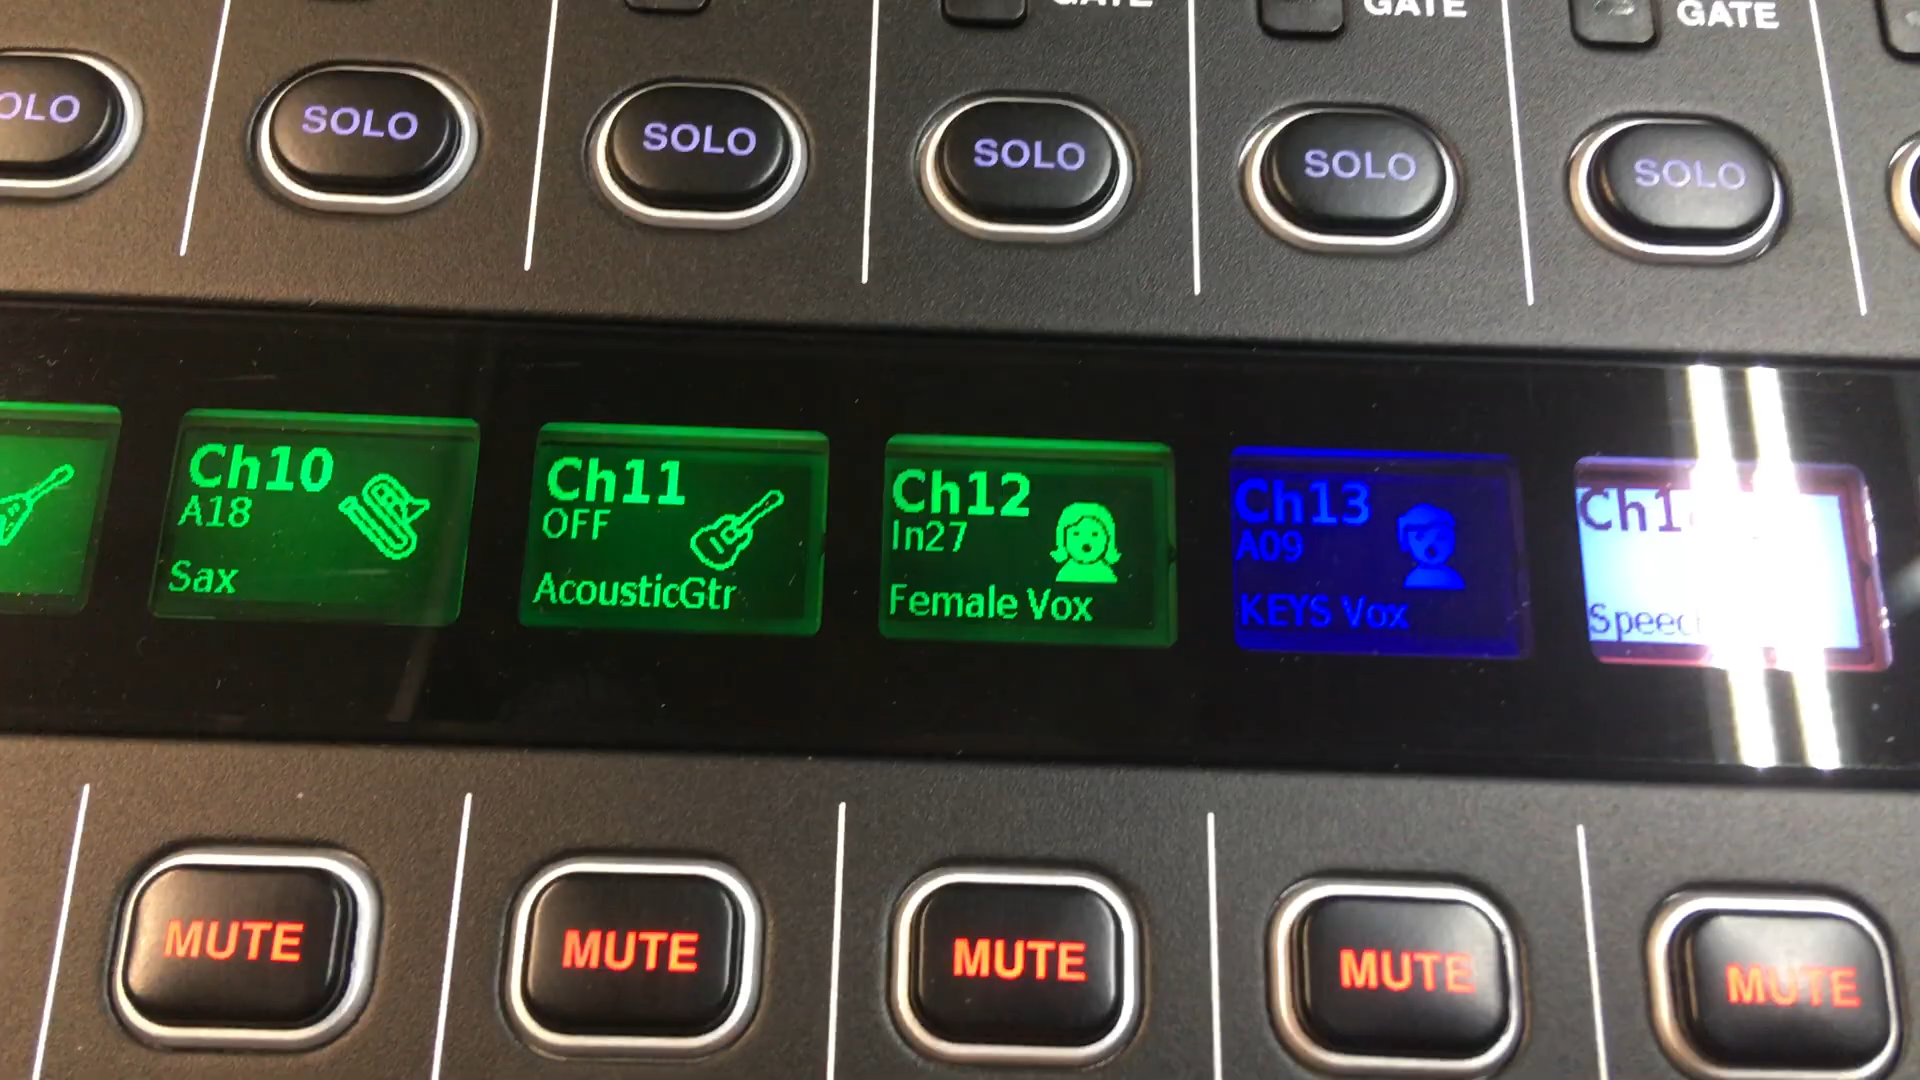 GATE
GATE
GATE
SOLO
SOLO
SOLO
SOLO
SOLO
Ch10
A18
Sax
Ch11
OFF
AcousticGtr
Ch12
In27
Female Vox
Ch13
A09
KEYS Vox
MUTE
MUTE
MUTE
MUTE
MUTE